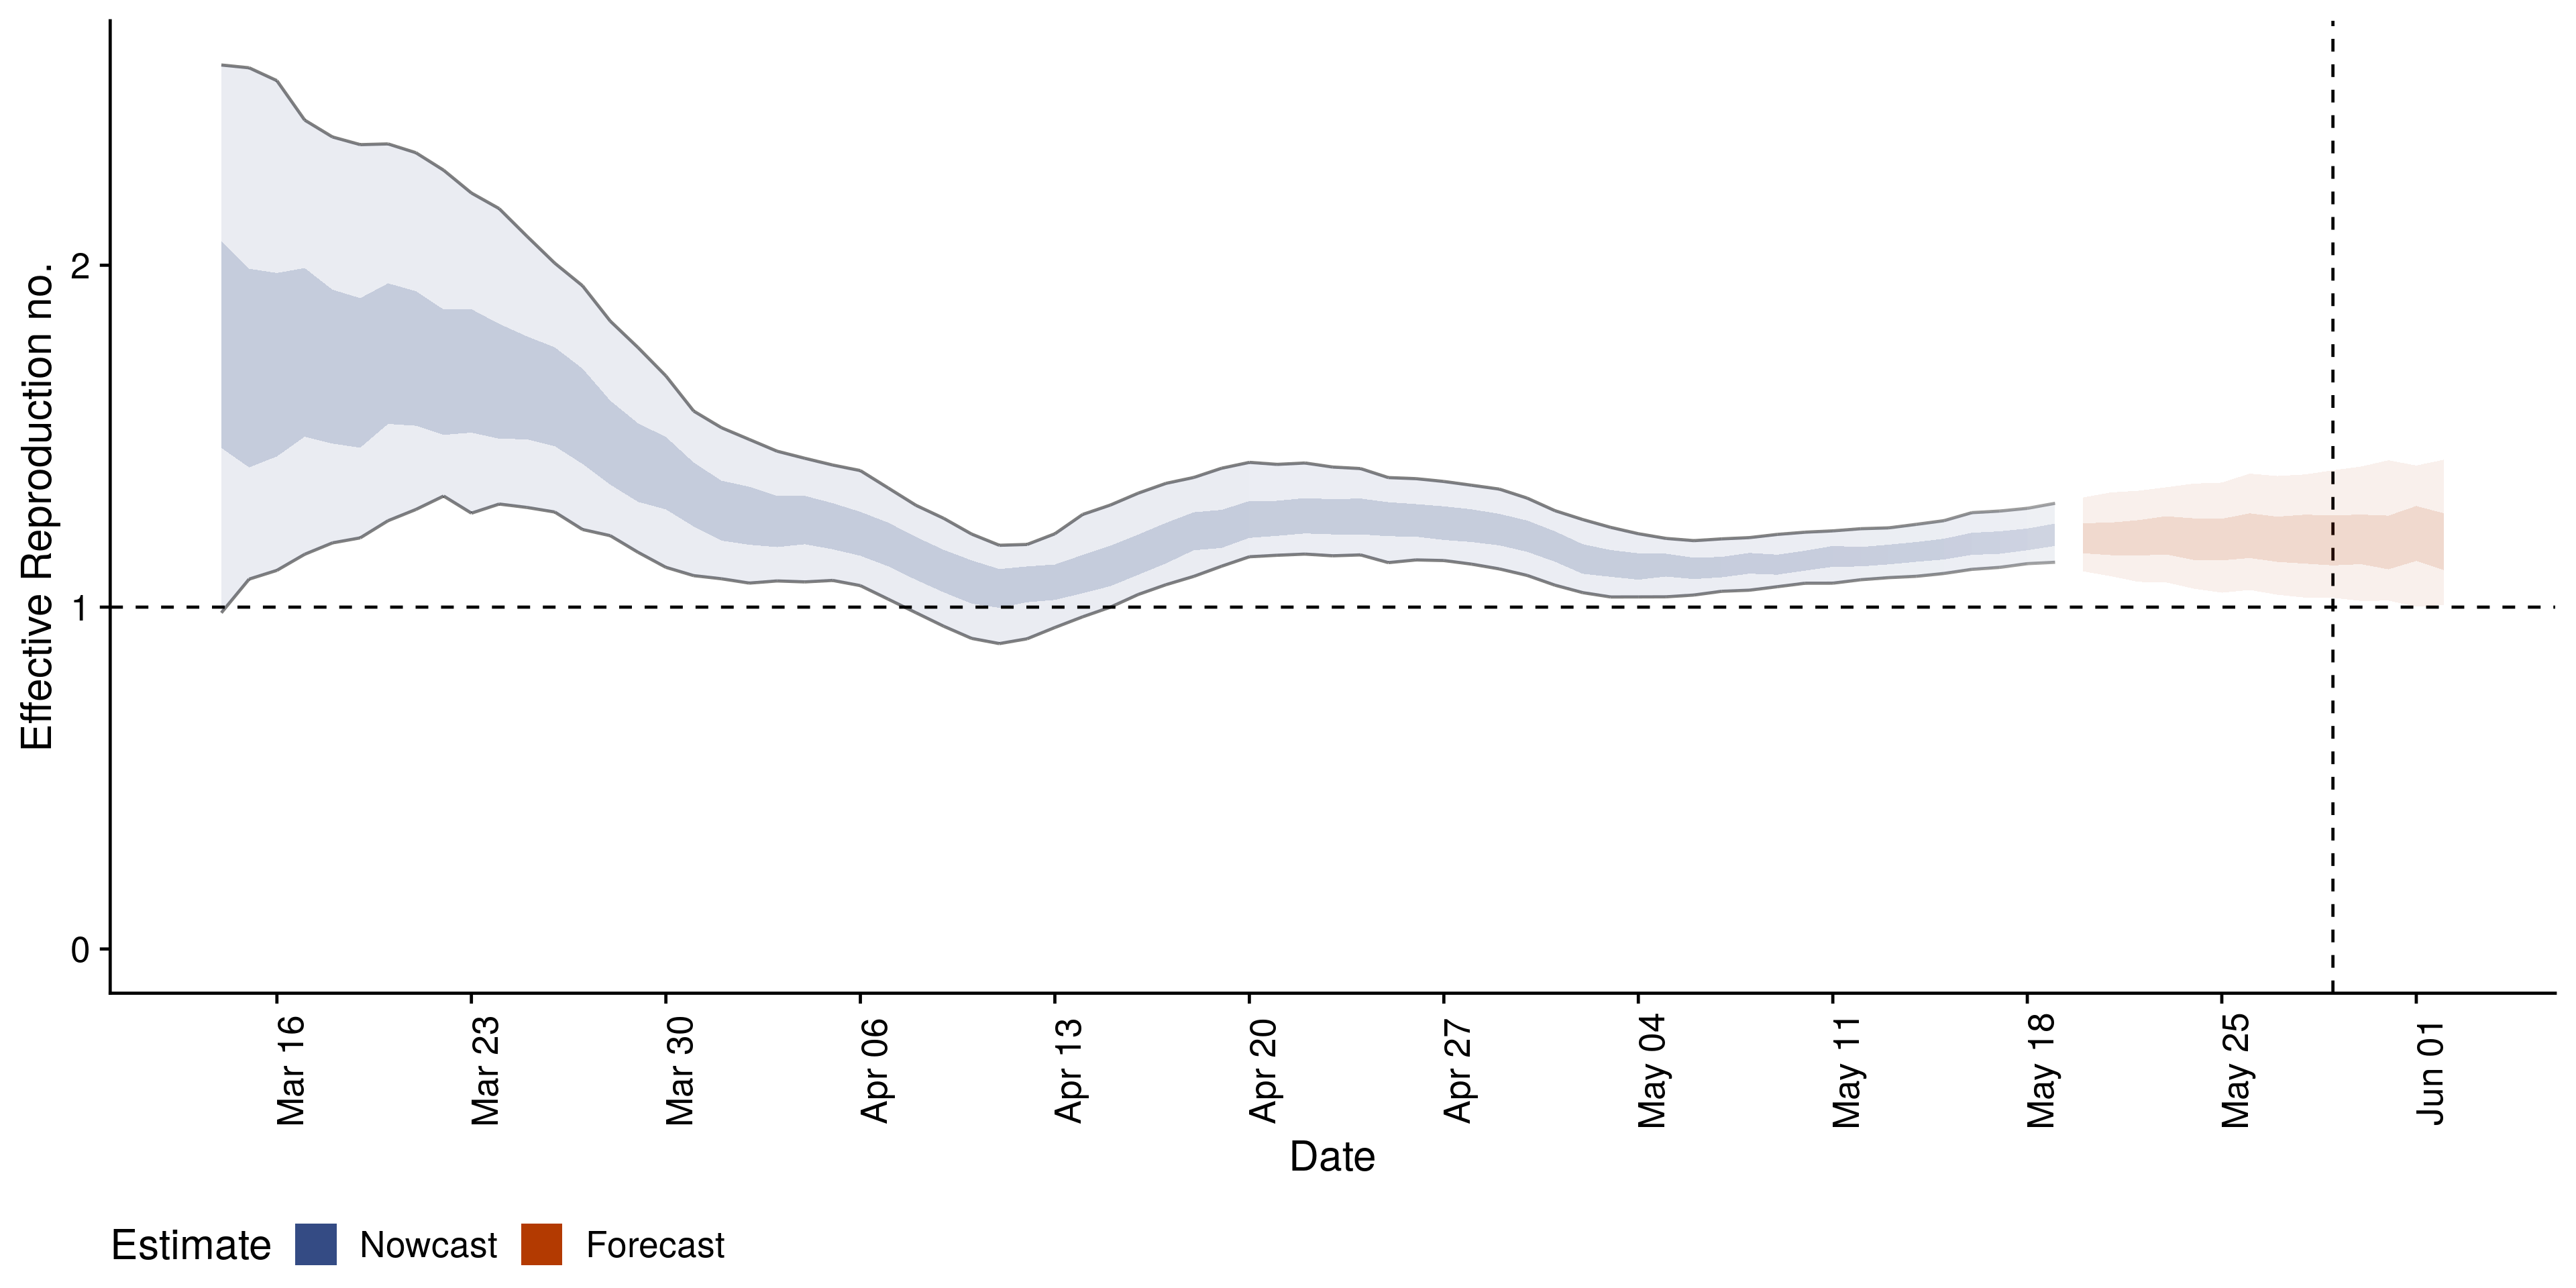 Effective Reproduction no.
2
1
0
Mar 16
Mar 23
Mar 30
Apr 06
Apr 13
Apr 20
Apr 27
May 04
May 11
May 18
May 25
Jun 01
Date
Estimate Nowcast Forecast